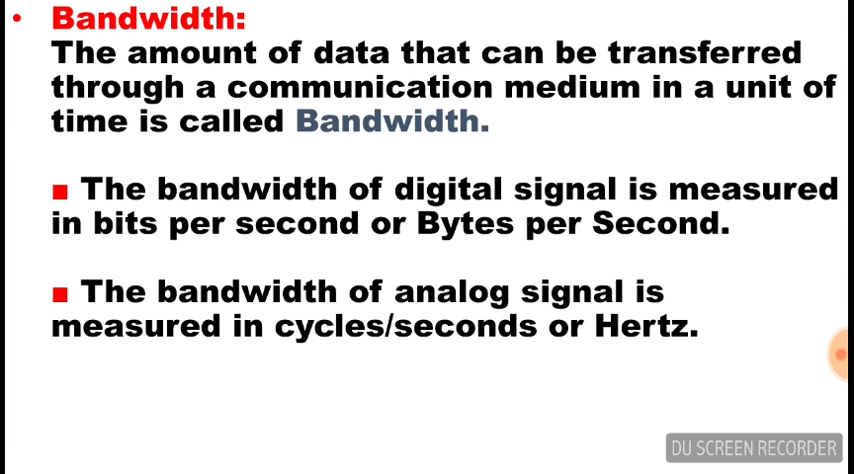 • Bandwidth:
The amount of data that can be transferred
through a communication medium in a unit of
time is called Bandwidth.
■ The bandwidth of digital signal is measured
in bits per second or Bytes per Second.
■ The bandwidth of analog signal is
measured in cycles/seconds or Hertz.
DU SCREEN RECORDER